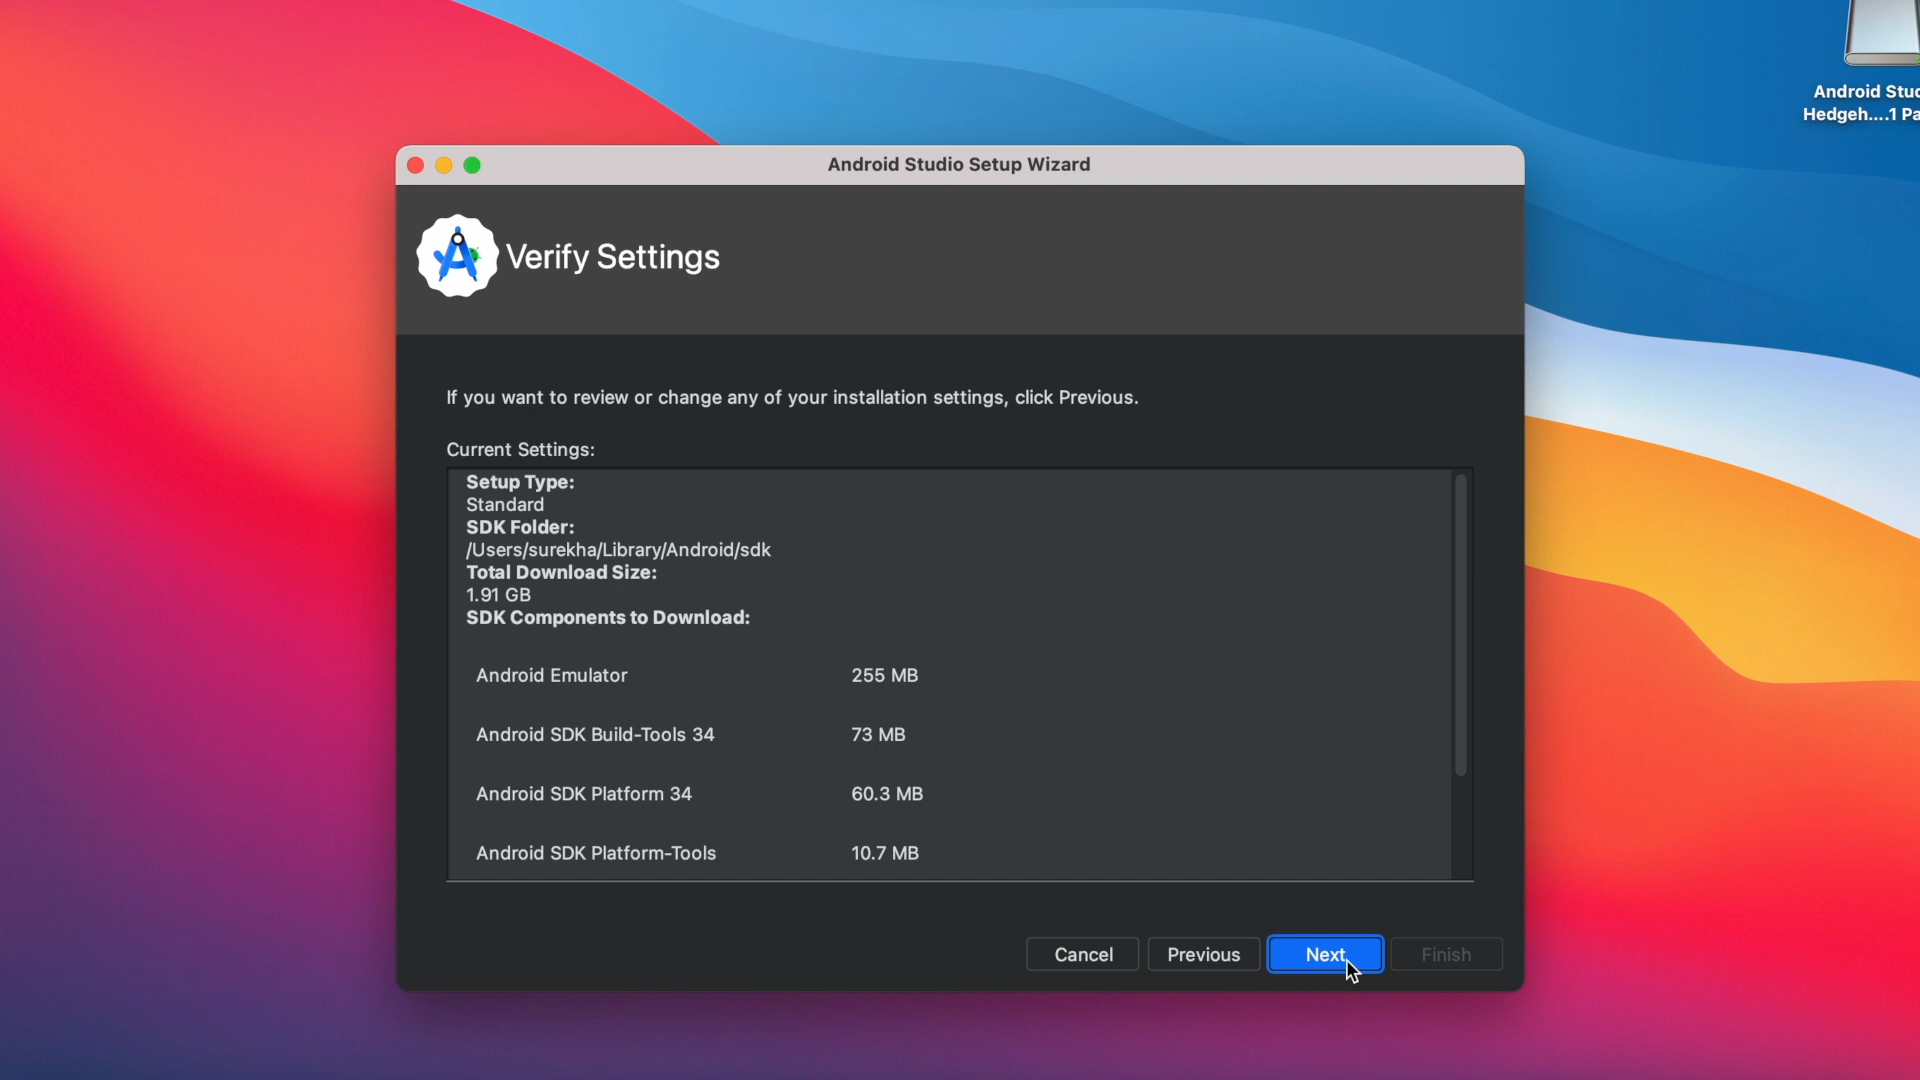 Android Stud
Hedgeh....1 Pa
Android Studio Setup Wizard
Verify Settings
If you want to review or change any of your installation settings, click Previous.
Current Settings:
Setup Type:
Standard
SDK Folder:
/Users/surekha/Library/Android/sdk
Total Download Size:
1.91 GB
SDK Components to Download:
Android Emulator 255 MB
Android SDK Build-Tools 34 73 MB
Android SDK Platform 34 60.3 MB
Android SDK Platform-Tools 10.7 MB
Cancel Previous Next Finish